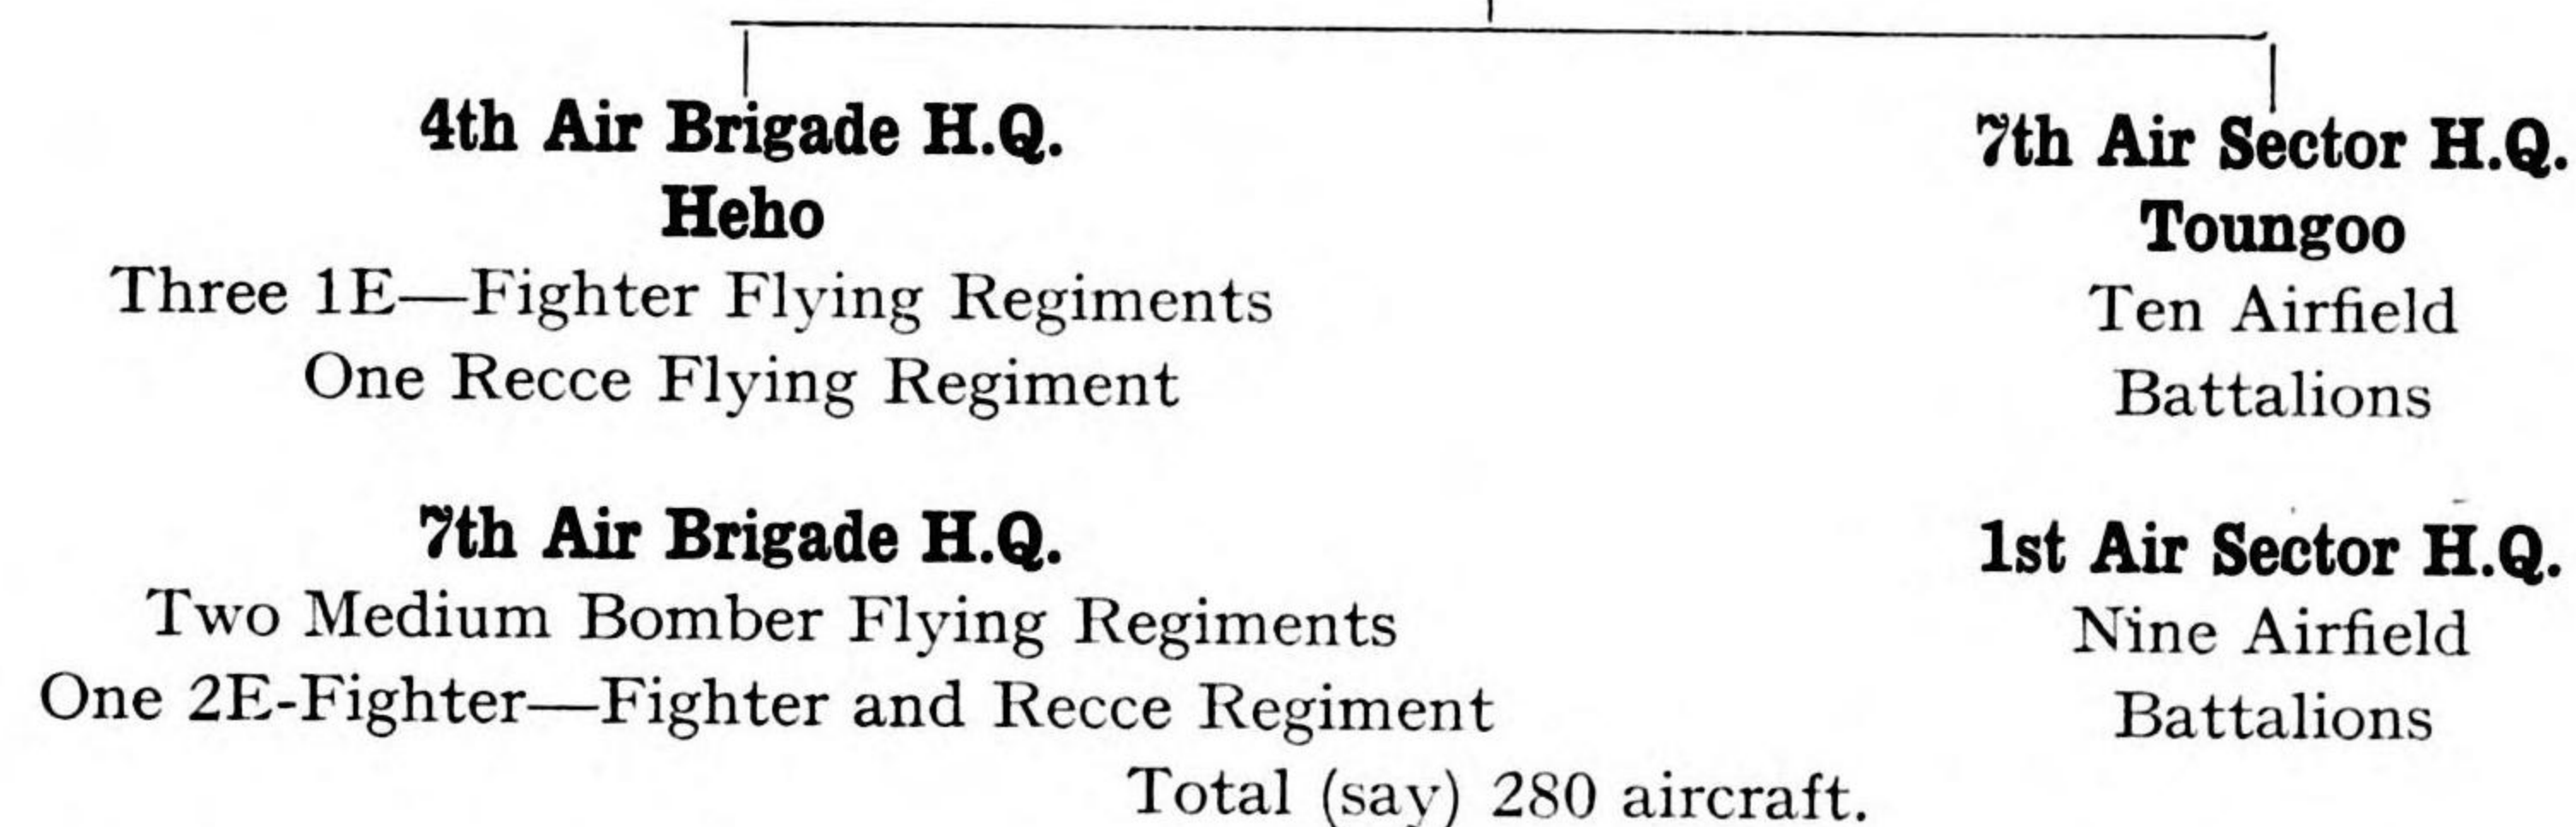 4th Air Brigade H.Q.
Heho
Three 1E—Fighter Flying Regiments
One Recce Flying Regiment
7th Air Sector H.Q.
Toungoo
Ten Airfield
Battalions
7th Air Brigade H.Q.
Two Medium Bomber Flying Regiments
One 2E-Fighter—Fighter and Recce Regiment
1st Air Sector H.Q.
Nine Airfield
Battalions
Total (say) 280 aircraft.